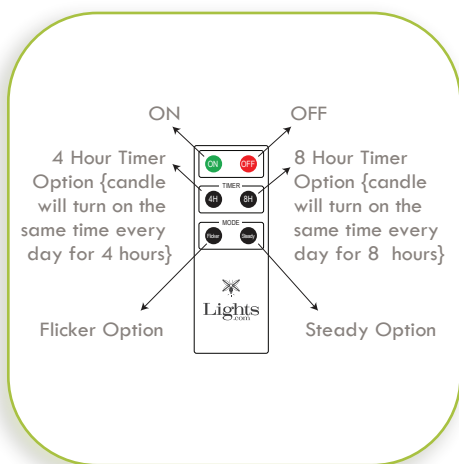 ON
OFF
4 Hour Timer
Option {candle
will turn on the
same time every
day for 4 hours}
8 Hour Timer
Option {candle
will turn on the
same time every
day for 8 hours}
ON OFF
TIMER
4H 8H
MODE
Flicker Steady
Lights
.com
Flicker Option
Steady Option